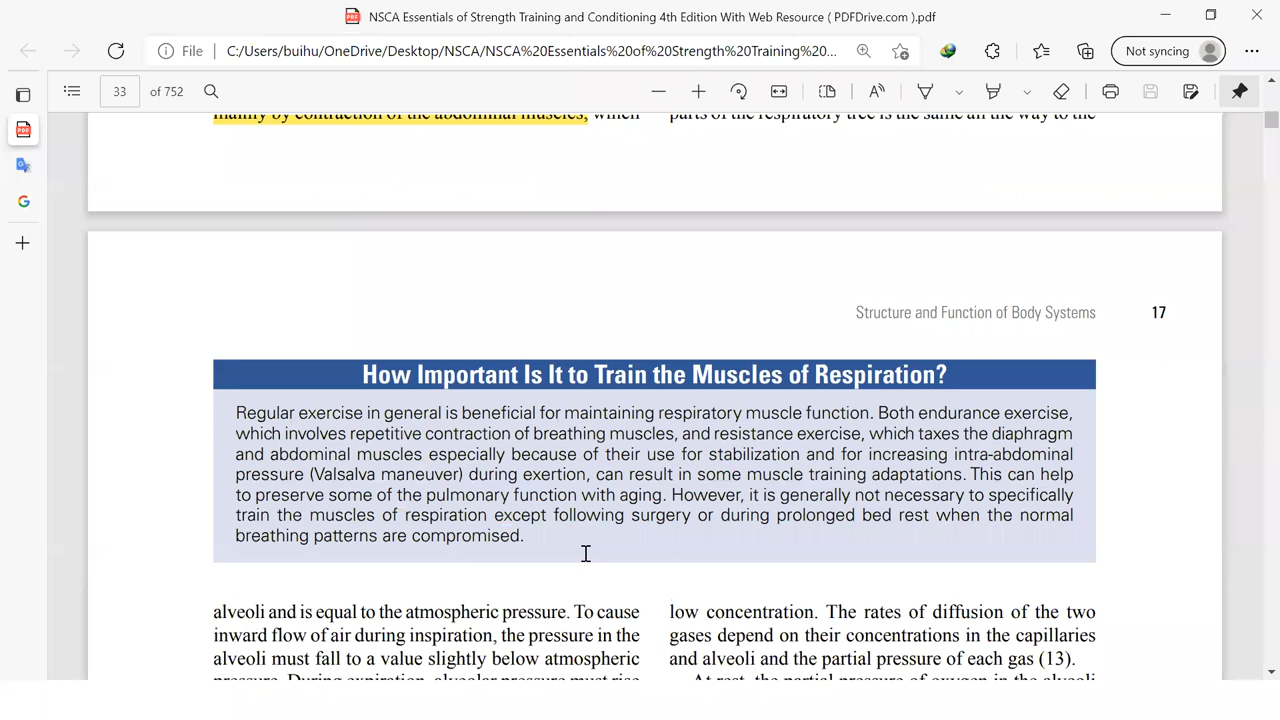 NSCA Essentials of Strength Training and Conditioning 4th Edition With Web Resource ( PDFDrive.com ).pdf
File
C:/Users/buihu/OneDrive/Desktop/NSCA/NSCA%20Essentials%20of%20Strength%20Training%20...
Not syncing
33 of 752
mainly by contraction of the abdominal muscles, which
parts of the respiratory tree is the same all the way to the
Structure and Function of Body Systems 17
How Important Is It to Train the Muscles of Respiration?
Regular exercise in general is beneficial for maintaining respiratory muscle function. Both endurance exercise,
which involves repetitive contraction of breathing muscles, and resistance exercise, which taxes the diaphragm
and abdominal muscles especially because of their use for stabilization and for increasing intra-abdominal
pressure (Valsalva maneuver) during exertion, can result in some muscle training adaptations. This can help
to preserve some of the pulmonary function with aging. However, it is generally not necessary to specifically
train the muscles of respiration except following surgery or during prolonged bed rest when the normal
breathing patterns are compromised.
alveoli and is equal to the atmospheric pressure. To cause
inward flow of air during inspiration, the pressure in the
alveoli must fall to a value slightly below atmospheric
pressure. During expiration, alveolar pressure must rise
low concentration. The rates of diffusion of the two
gases depend on their concentrations in the capillaries
and alveoli and the partial pressure of each gas (13).
At rest, the partial pressure of oxygen in the alveoli